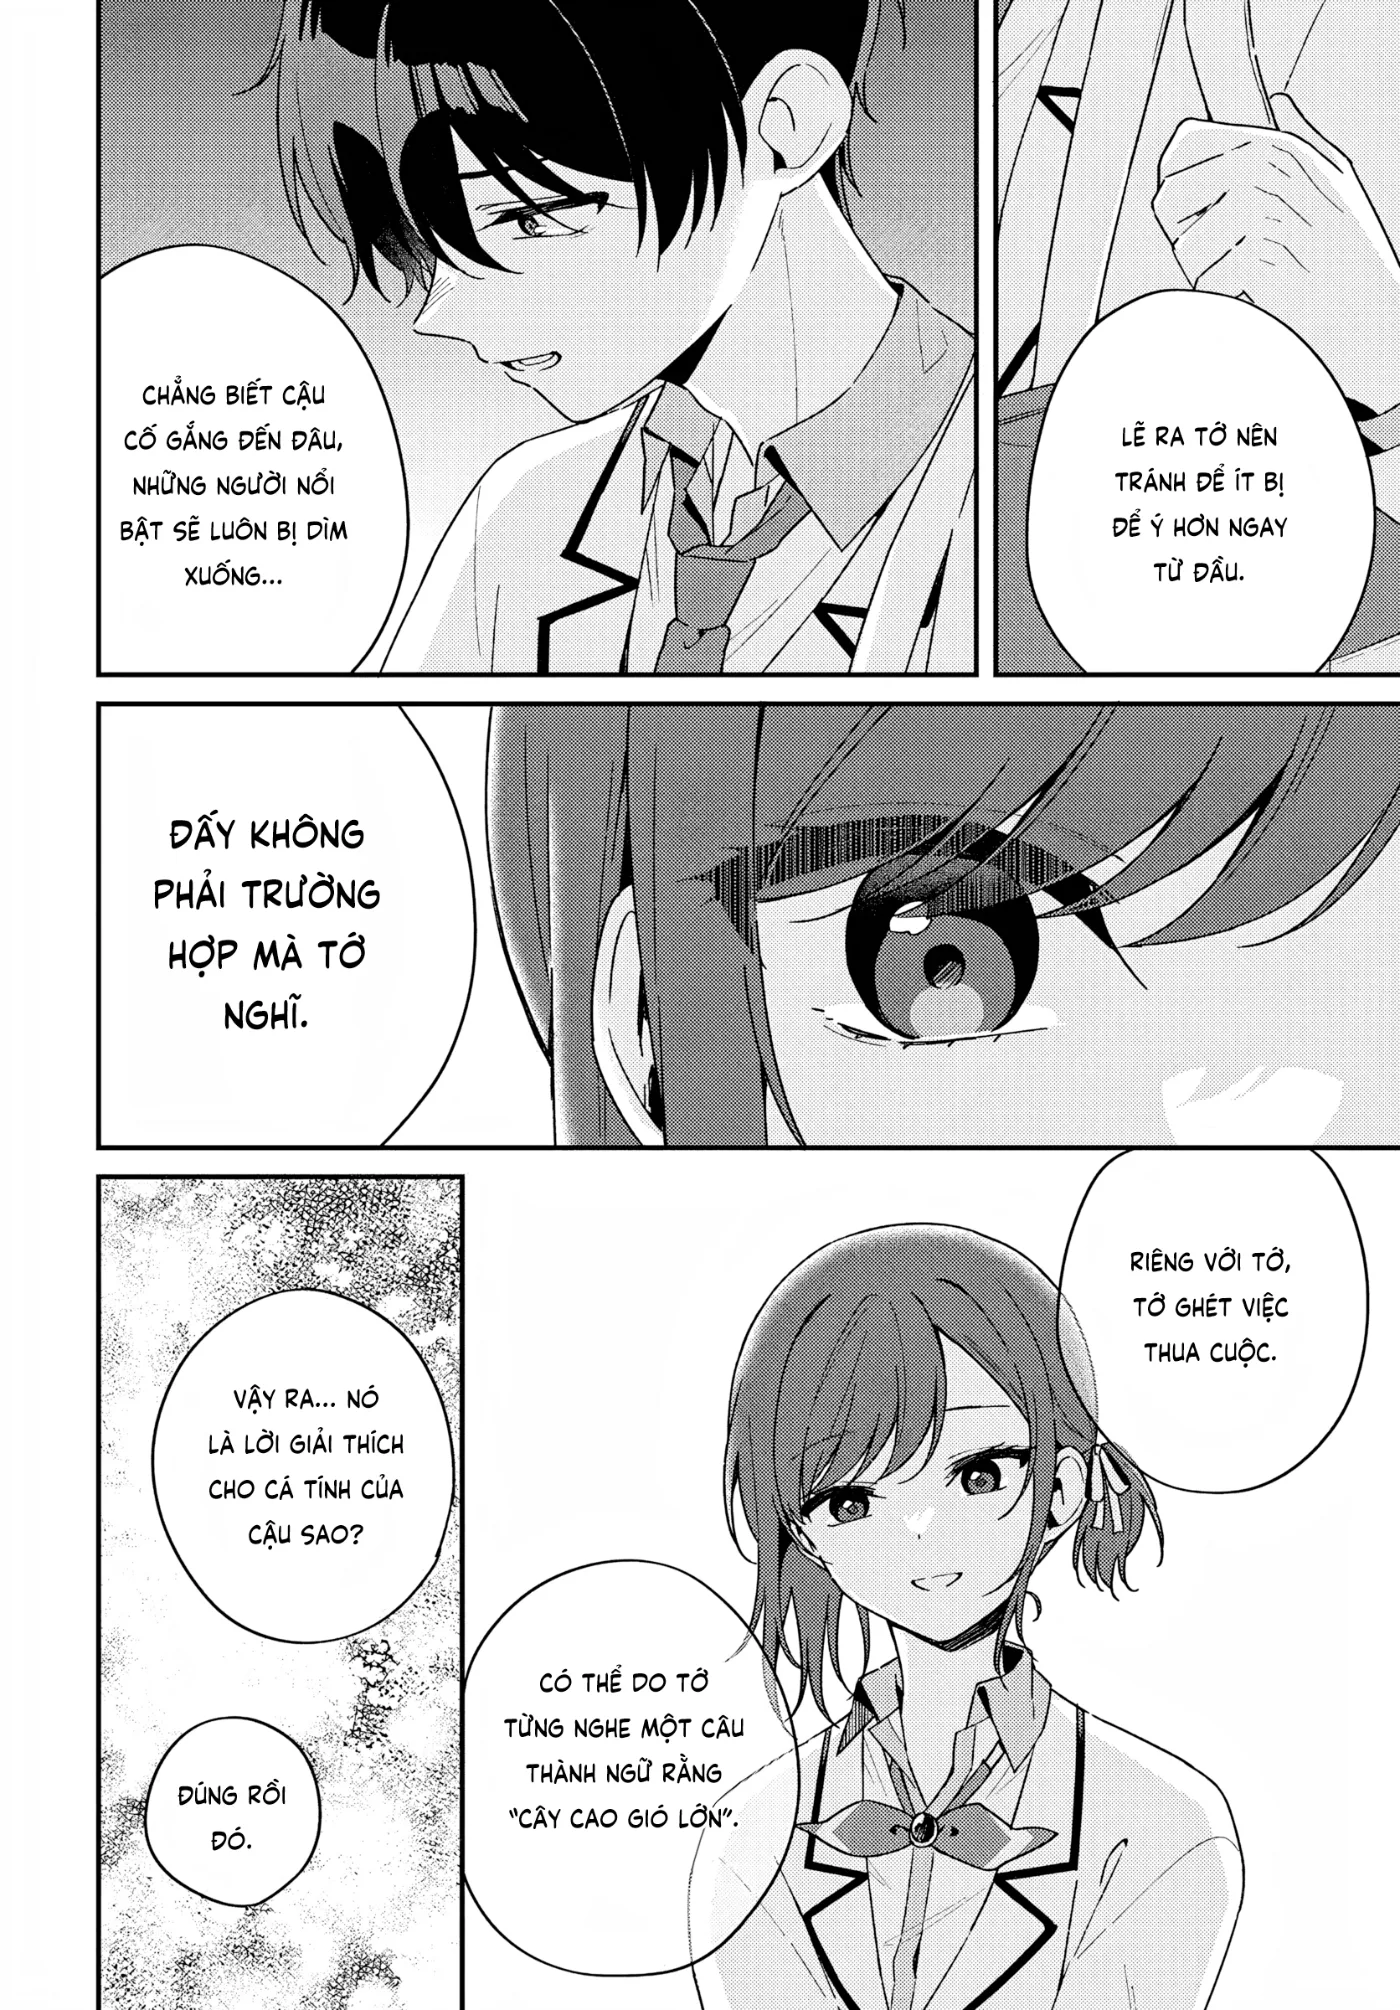 LẼ RA TỚ NÊN
TRÁNH ĐỂ ÍT BỊ
ĐỂ Ý HƠN NGAY
TỪ ĐẦU.
CHẲNG BIẾT CẬU
CỐ GẮNG ĐẾN ĐÂU,
NHỮNG NGƯỜI NỔI
BẬT SẼ LUÔN BỊ DÌM
XUỐNG...
ĐẤY KHÔNG
PHẢI TRƯỜNG
HỢP MÀ TỚ
NGHĨ.
RIÊNG VỚI TỚ,
TỚ GHÉT VIỆC
THUA CUỘC.
CÓ THỂ DO TỚ
TỪNG NGHE MỘT CÂU
THÀNH NGỮ RẰNG
“CÂY CAO GIÓ LỚN”.
VẬY RA... NÓ
LÀ LỜI GIẢI THÍCH
CHO CÁ TÍNH CỦA
CẬU SAO?
ĐÚNG RỒI
ĐÓ.